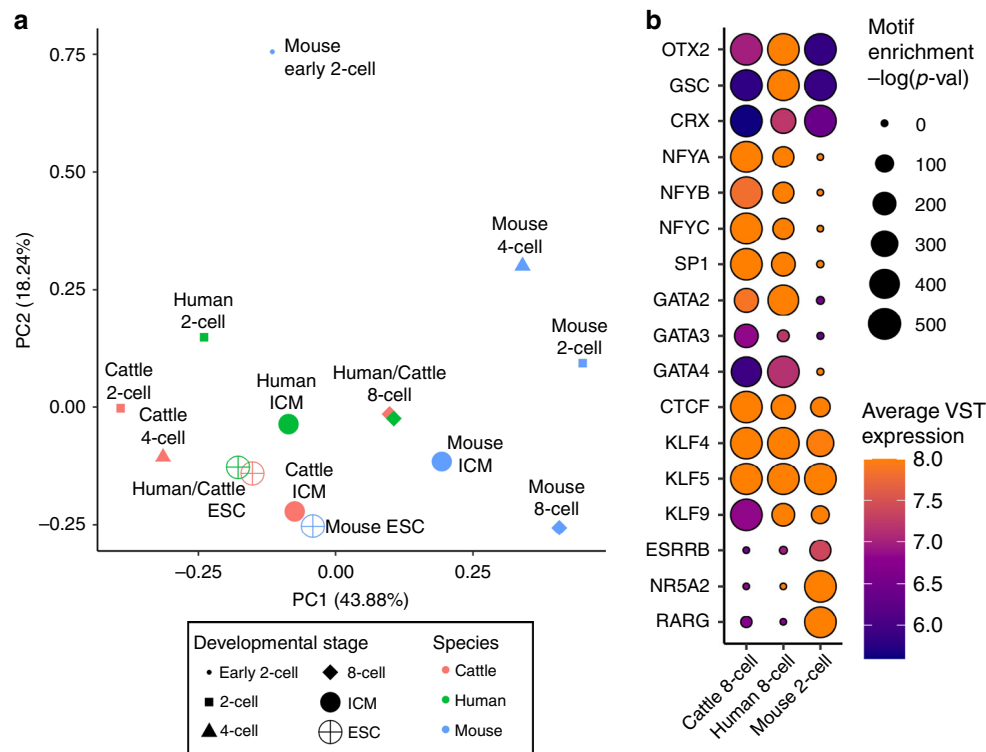 a
0.75
0.50
0.25
0.00
−0.25
PC2 (18.24%)
Mouse
early 2-cell
Mouse
4-cell
Human
2-cell
Mouse
2-cell
Cattle
2-cell
Human
ICM
Human/Cattle
8-cell
Cattle
4-cell
Mouse
ICM
Human/Cattle
ESC
Cattle
ICM
Mouse ESC
Mouse
8-cell
−0.25
0.00
0.25
PC1 (43.88%)
Developmental stage
Early 2-cell
2-cell
4-cell
8-cell
ICM
ESC
Species
Cattle
Human
Mouse
b
OTX2
GSC
CRX
NFYA
NFYB
NFYC
SP1
GATA2
GATA3
GATA4
CTCF
KLF4
KLF5
KLF9
ESRRB
NR5A2
RARG
Cattle 8-cell
Human 8-cell
Mouse 2-cell
Motif
enrichment
–log(p-val)
0
100
200
300
400
500
Average VST
expression
8.0
7.5
7.0
6.5
6.0